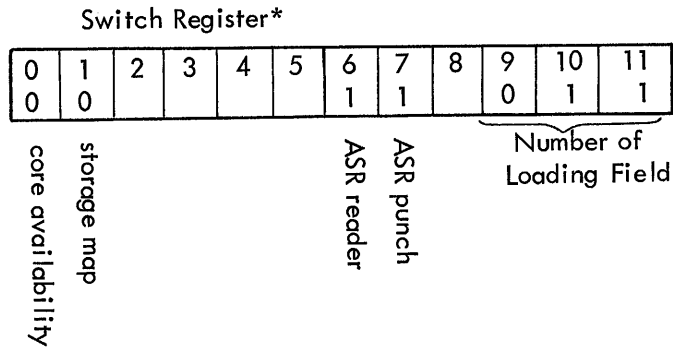 Switch Register*
0 1 2 3 4 5 6 7 8 9 10 11
0 0 1 1 0 1 1
core availability
storage map
ASR reader
ASR punch
Number of
Loading Field